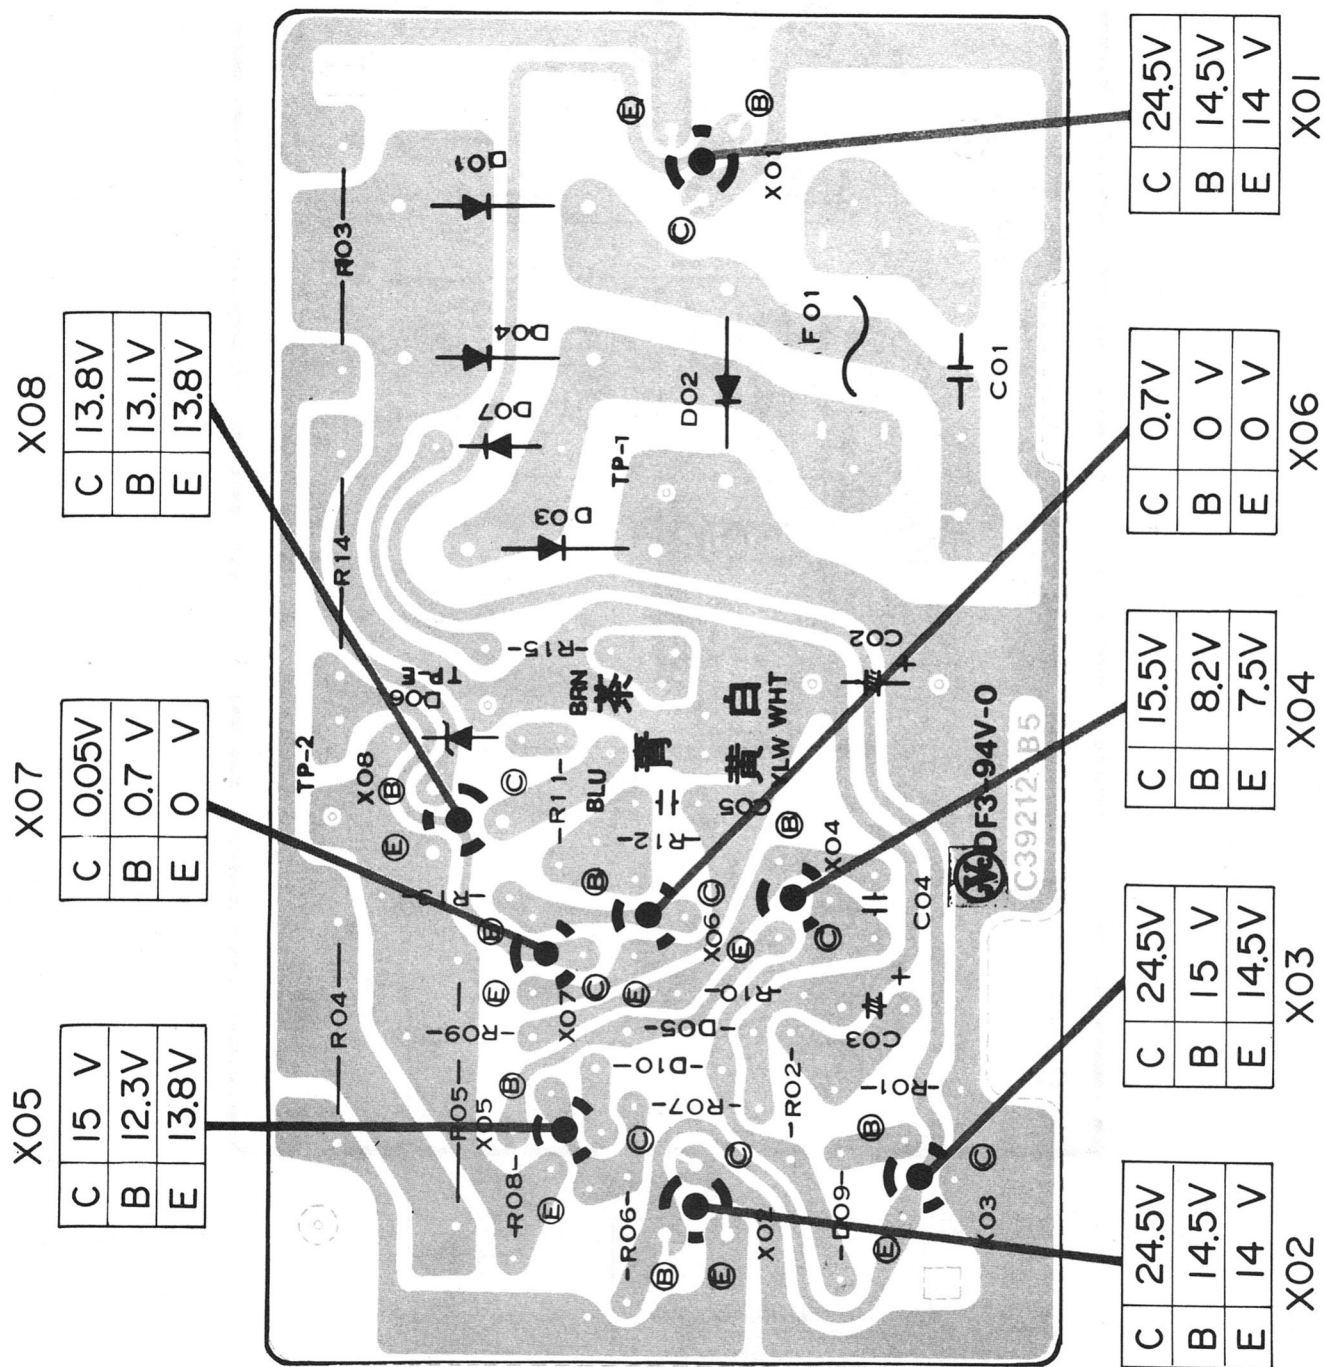 X05
C 15 V
B 12.3V
E 13.8V
X07
C 0.05V
B 0.7 V
E 0 V
X08
C 13.8V
B 13.1 V
E 13.8V
R04
R14
R03
TP-2
TP-E
X08
B
E
C
D06
D07
D04
D01
R05
X05
B
R09
E
B
X07
C
E
R08
E
C
R11
R15
BRN
茶
D03
TP-1
BLU
青
B
R06
B
E
X02
C
R07
D10
D05
R10
X06
C
E
R12
C05
YLW WHT
黄 白
D02
F01
E
B
C
X01
B
X04
C
D09
R02
R01
B
E
C
X03
C03
+
C04
C02
+
C01
DF3-94V-0
C39212 B5
C 24.5V
B 14.5V
E 14 V
X02
C 24.5V
B 15 V
E 14.5V
X03
C 15.5V
B 8.2V
E 7.5V
X04
C 0.7V
B 0 V
E 0 V
X06
C 24.5V
B 14.5V
E 14 V
X01